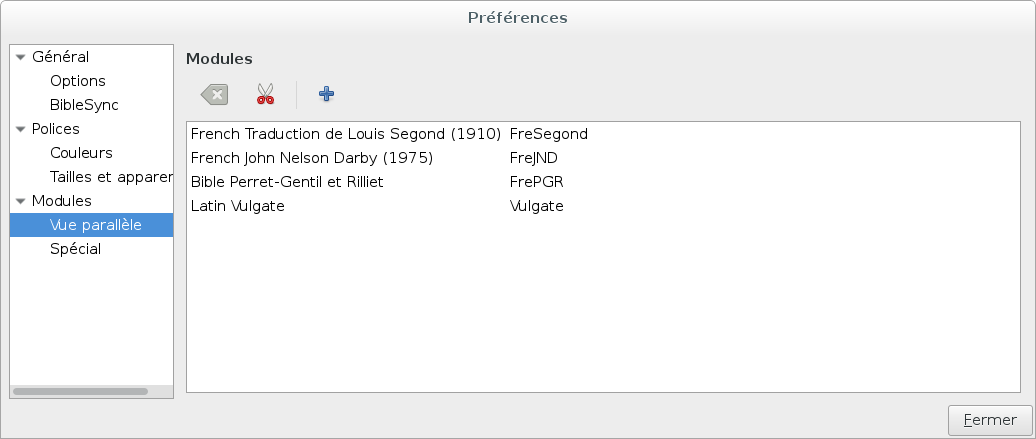 Préférences
Général
Options
BibleSync
Polices
Couleurs
Tailles et apparen
Modules
Vue parallèle
Spécial
Modules
French Traduction de Louis Segond (1910) FreSegond
French John Nelson Darby (1975) FreJND
Bible Perret-Gentil et Rilliet FrePGR
Latin Vulgate Vulgate
Fermer